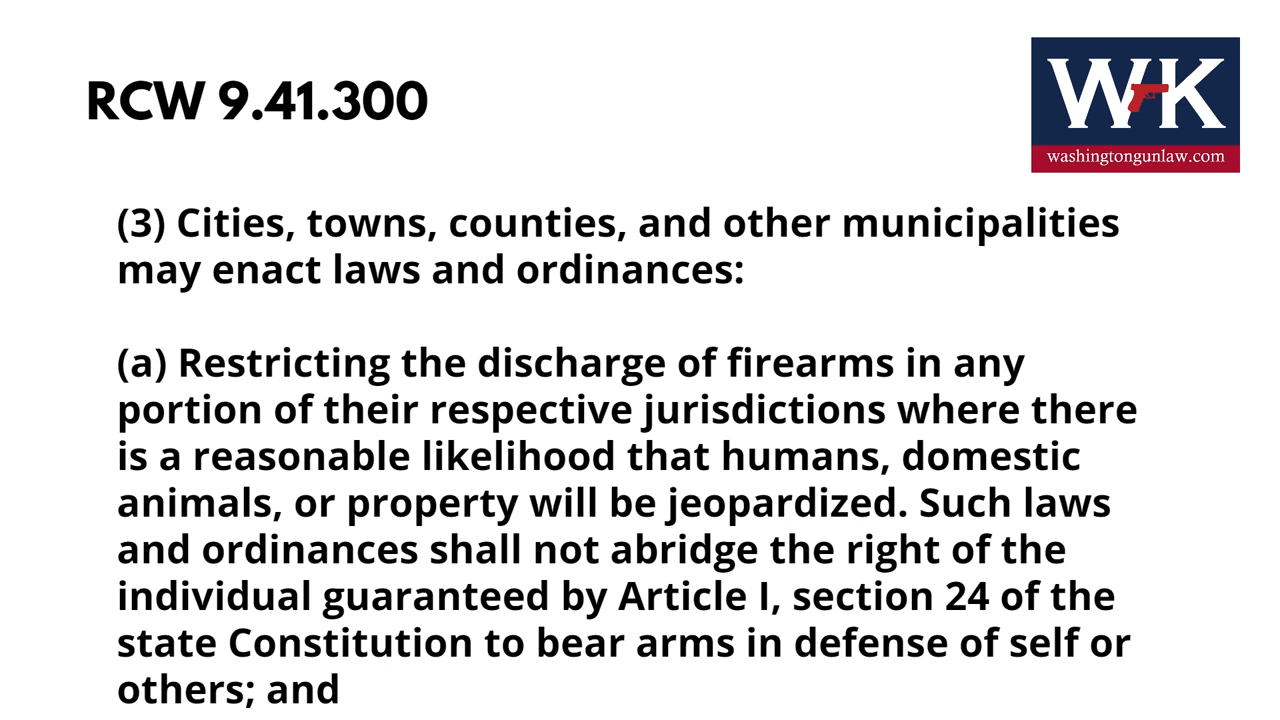 RCW 9.41.300
WK
washingtongunlaw.com
(3) Cities, towns, counties, and other municipalities
may enact laws and ordinances:
(a) Restricting the discharge of firearms in any
portion of their respective jurisdictions where there
is a reasonable likelihood that humans, domestic
animals, or property will be jeopardized. Such laws
and ordinances shall not abridge the right of the
individual guaranteed by Article I, section 24 of the
state Constitution to bear arms in defense of self or
others; and